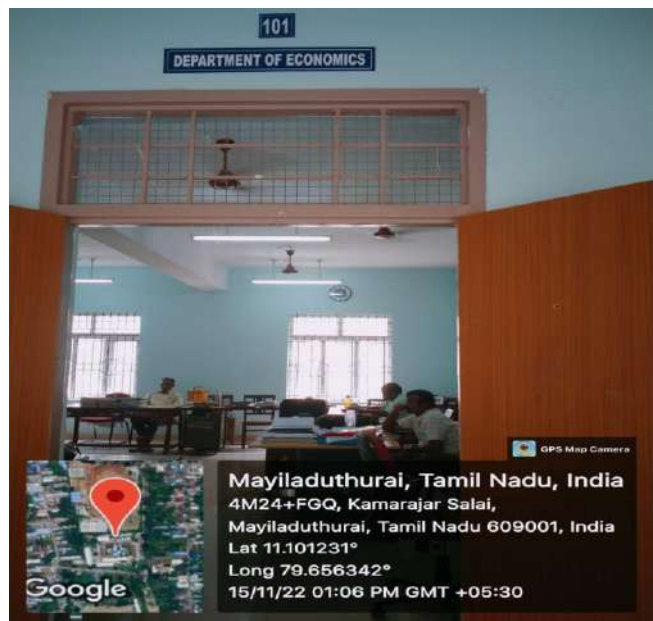 101
DEPARTMENT OF ECONOMICS
GPS Map Camera
Mayiladuthurai, Tamil Nadu, India
4M24+FGQ, Kamarajar Salai,
Mayiladuthurai, Tamil Nadu 609001, India
Lat 11.101231°
Long 79.656342°
15/11/22 01:06 PM GMT +05:30
Google